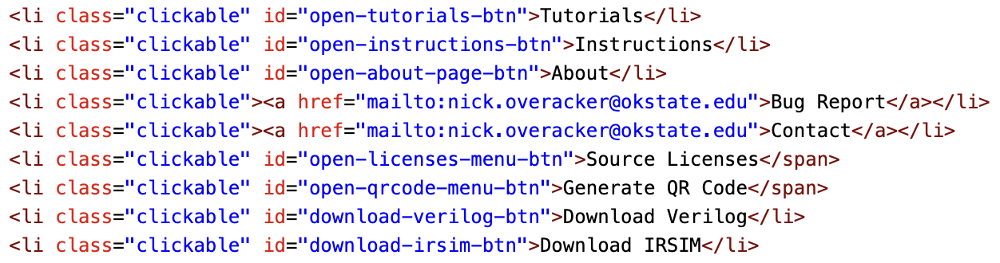 <li class="clickable" id="open-tutorials-btn">Tutorials</li>
<li class="clickable" id="open-instructions-btn">Instructions</li>
<li class="clickable" id="open-about-page-btn">About</li>
<li class="clickable"><a href="mailto:nick.overacker@okstate.edu">Bug Report</a></li>
<li class="clickable"><a href="mailto:nick.overacker@okstate.edu">Contact</a></li>
<li class="clickable" id="open-licenses-menu-btn">Source Licenses</span>
<li class="clickable" id="open-qrcode-menu-btn">Generate QR Code</span>
<li class="clickable" id="download-verilog-btn">Download Verilog</li>
<li class="clickable" id="download-irsim-btn">Download IRSIM</li>